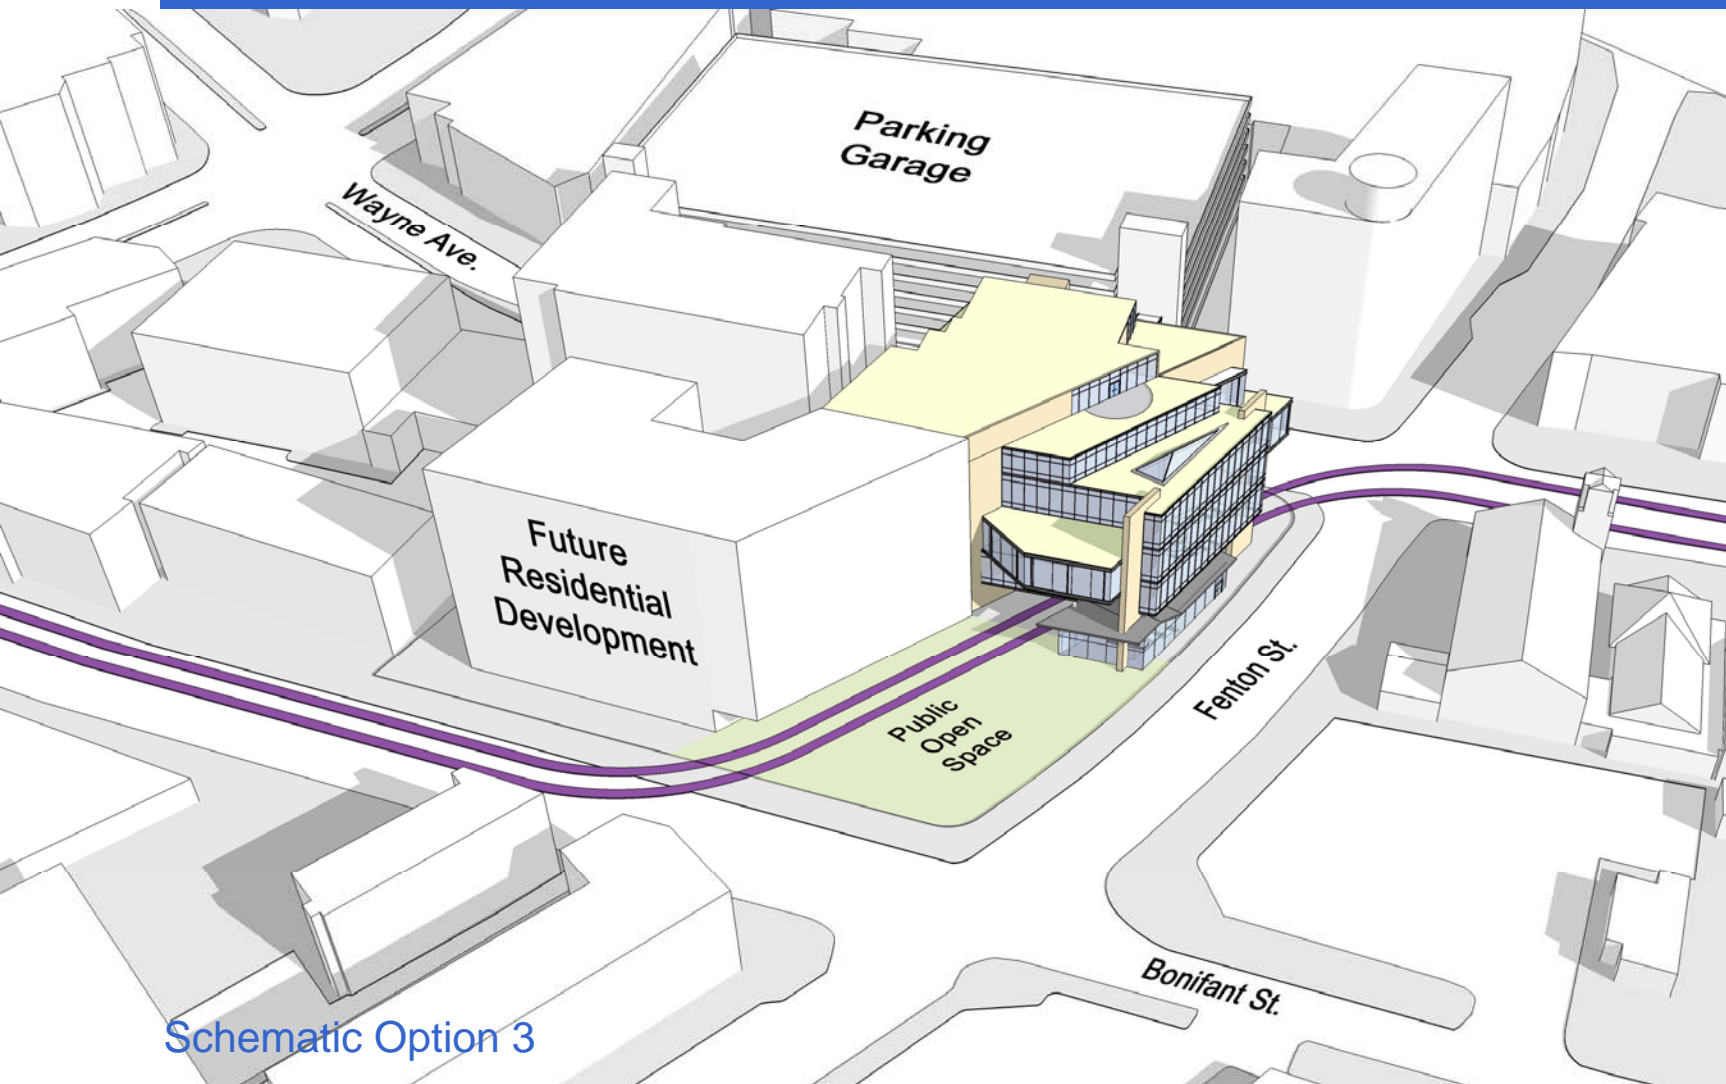 Parking
Garage
Wayne Ave.
Future
Residential
Development
Fenton St.
Public
Open
Space
Bonifant St.
Schematic Option 3